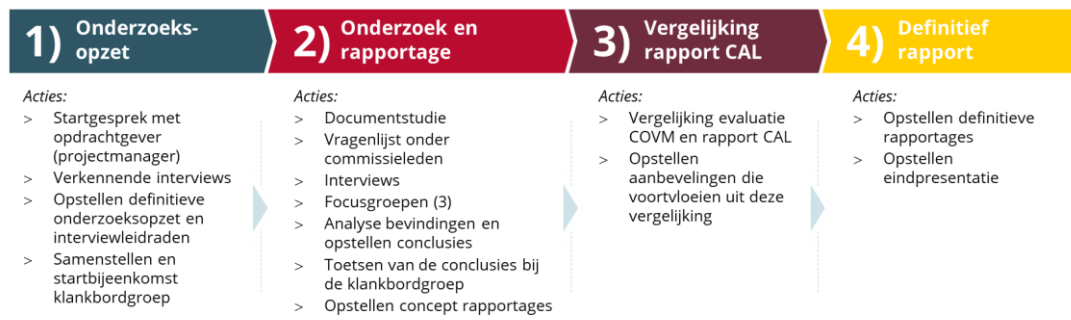 1) Onderzoeks-
opzet
2) Onderzoek en
rapportage
3) Vergelijking
rapport CAL
4) Definitief
rapport
Acties:
> Startgesprek met
opdrachtgever
(projectmanager)
> Verkennende interviews
> Opstellen definitieve
onderzoeksopzet en
interviewleidraden
> Samenstellen en
startbijeenkomst
klankbordgroep
Acties:
> Documentstudie
> Vragenlijst onder
commissieleden
> Interviews
> Focusgroepen (3)
> Analyse bevindingen en
opstellen conclusies
> Toetsen van de conclusies bij
de klankbordgroep
> Opstellen concept rapportages
Acties:
> Vergelijking evaluatie
COVM en rapport CAL
> Opstellen
aanbevelingen die
voortvloeien uit deze
vergelijking
Acties:
> Opstellen definitieve
rapportages
> Opstellen
eindpresentatie